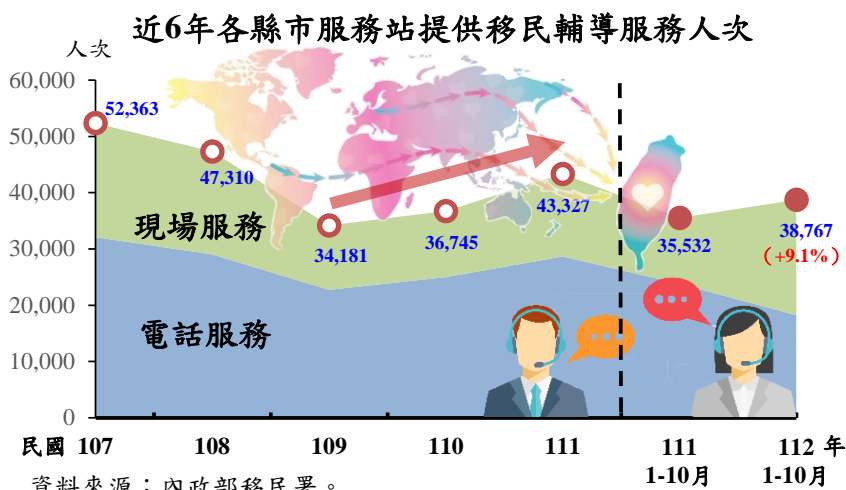 近6年各縣市服務站提供移民輔導服務人次
人次
60,000
50,000
40,000
30,000
20,000
10,000
0
52,363
47,310
34,181
36,745
43,327
35,532
38,767
(+9.1%)
現場服務
電話服務
民國 107 108 109 110 111 111 112 年
1-10月 1-10月
資料來源：內政部移民署。